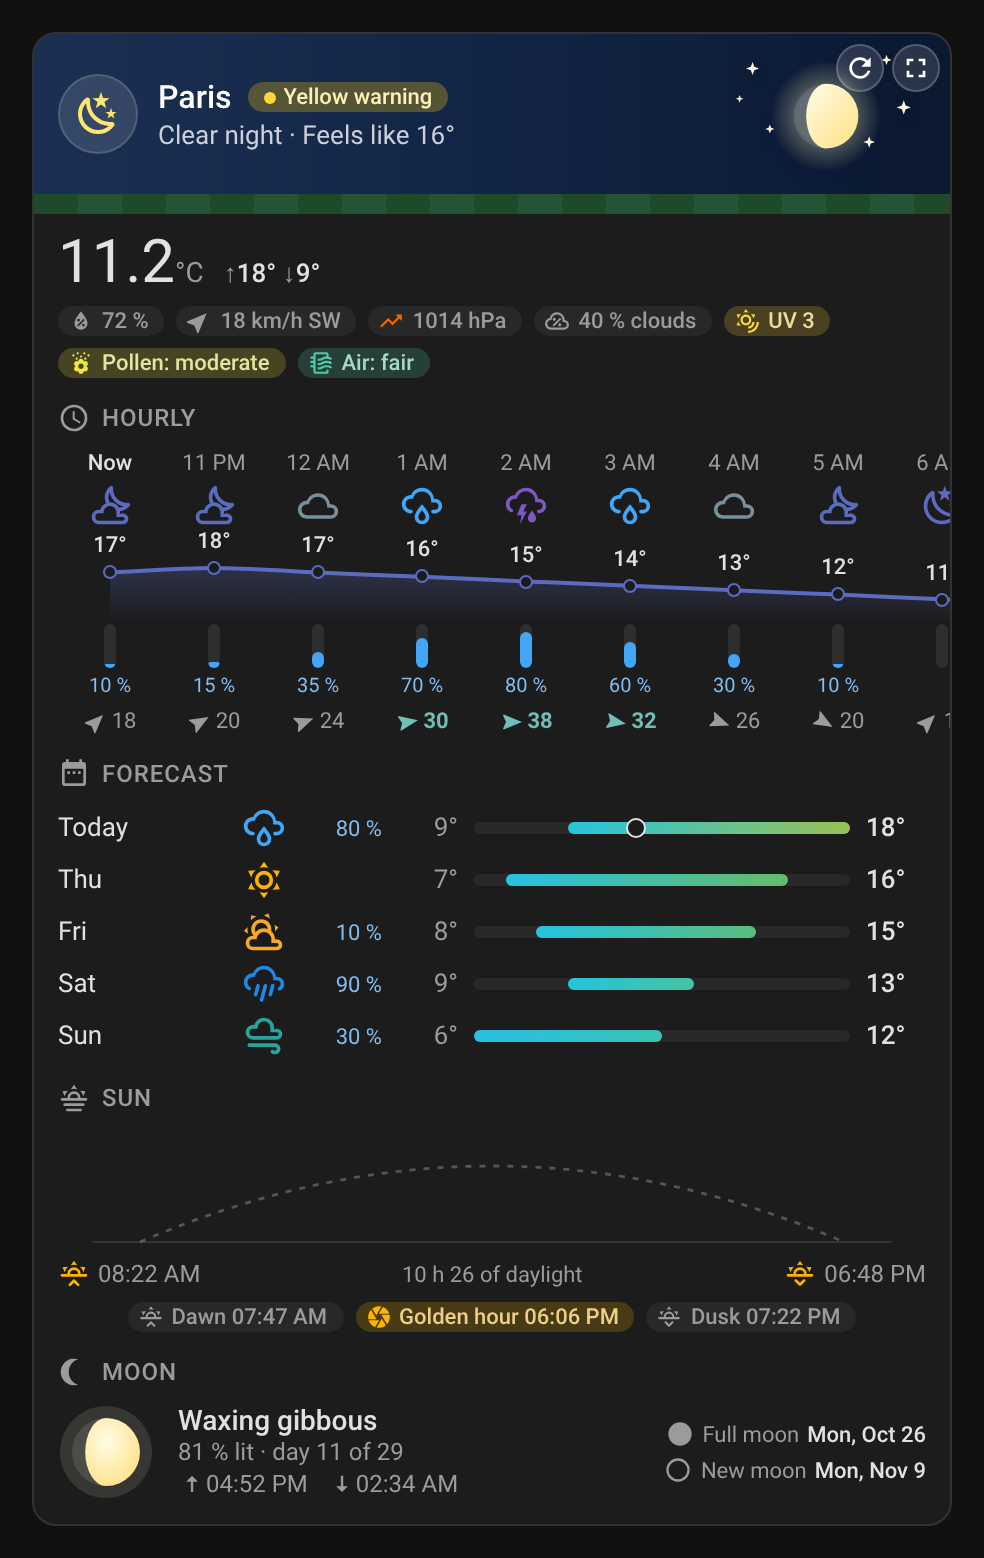 Paris Yellow warning
Clear night · Feels like 16°
11.2°C ↑18° ↓9°
72 % 18 km/h SW 1014 hPa 40 % clouds UV 3
Pollen: moderate Air: fair
HOURLY
Now 11 PM 12 AM 1 AM 2 AM 3 AM 4 AM 5 AM 6 A
17° 18° 17° 16° 15° 14° 13° 12° 11
10 % 15 % 35 % 70 % 80 % 60 % 30 % 10 %
18 20 24 30 38 32 26 20 1
FORECAST
Today 80 % 9° 18°
Thu 7° 16°
Fri 10 % 8° 15°
Sat 90 % 9° 13°
Sun 30 % 6° 12°
SUN
08:22 AM 10 h 26 of daylight 06:48 PM
Dawn 07:47 AM Golden hour 06:06 PM Dusk 07:22 PM
MOON
Waxing gibbous
81 % lit · day 11 of 29
↑ 04:52 PM ↓ 02:34 AM
Full moon Mon, Oct 26
New moon Mon, Nov 9